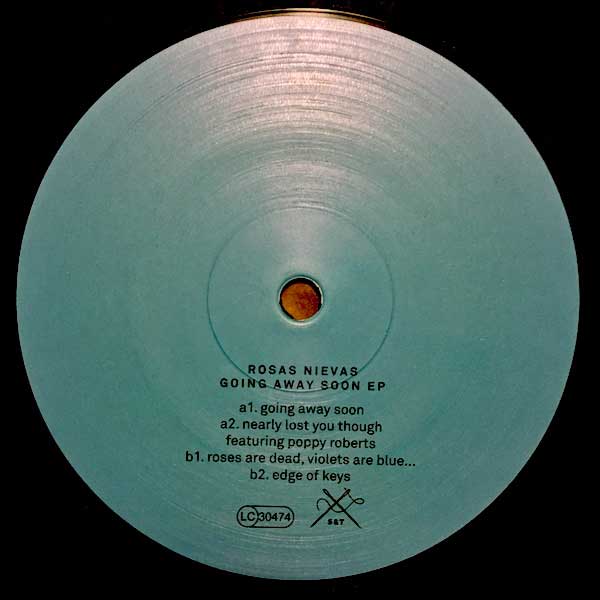 ROSAS NIEVAS
GOING AWAY SOON EP
a1. going away soon
a2. nearly lost you though
featuring poppy roberts
b1. roses are dead, violets are blue...
b2. edge of keys
LC 30474
S&T